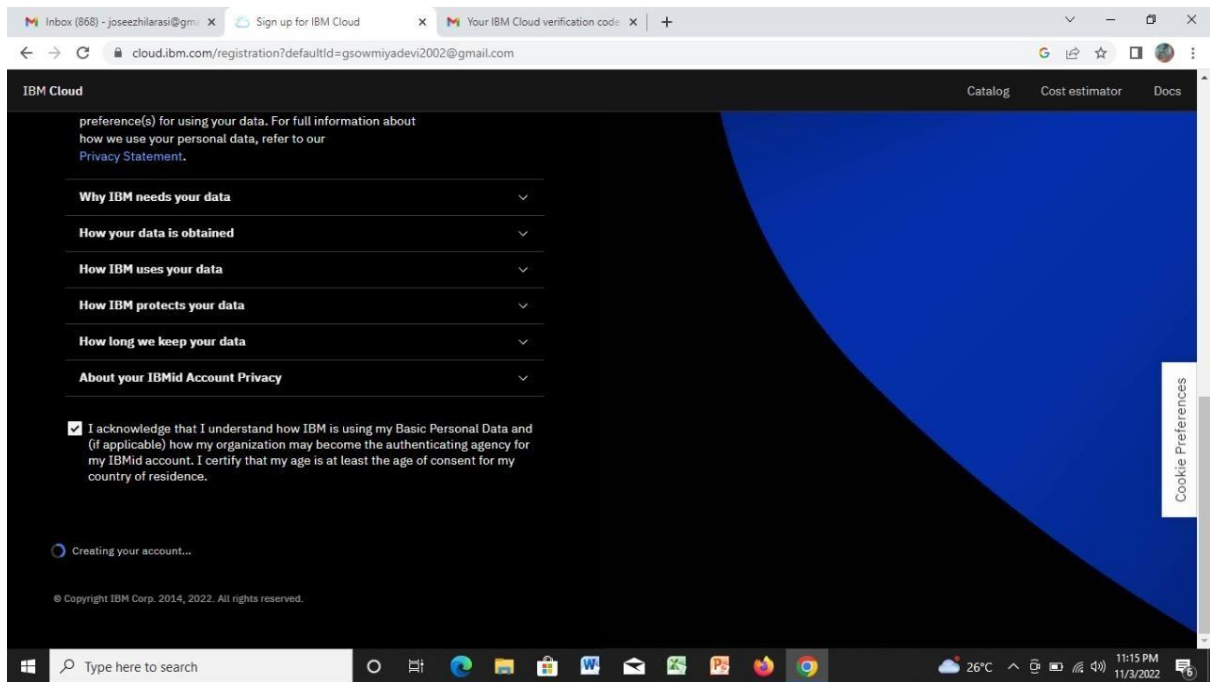 Inbox (868) - joseezhilarasi@gma
Sign up for IBM Cloud
Your IBM Cloud verification code
cloud.ibm.com/registration?defaultId=gsowmiyadevi2002@gmail.com
IBM Cloud
Catalog
Cost estimator
Docs
preference(s) for using your data. For full information about
how we use your personal data, refer to our
Privacy Statement.
Why IBM needs your data
How your data is obtained
How IBM uses your data
How IBM protects your data
How long we keep your data
About your IBMid Account Privacy
I acknowledge that I understand how IBM is using my Basic Personal Data and
(if applicable) how my organization may become the authenticating agency for
my IBMid account. I certify that my age is at least the age of consent for my
country of residence.
Cookie Preferences
Creating your account...
© Copyright IBM Corp. 2014, 2022. All rights reserved.
Type here to search
26°C
11:15 PM
11/3/2022
6